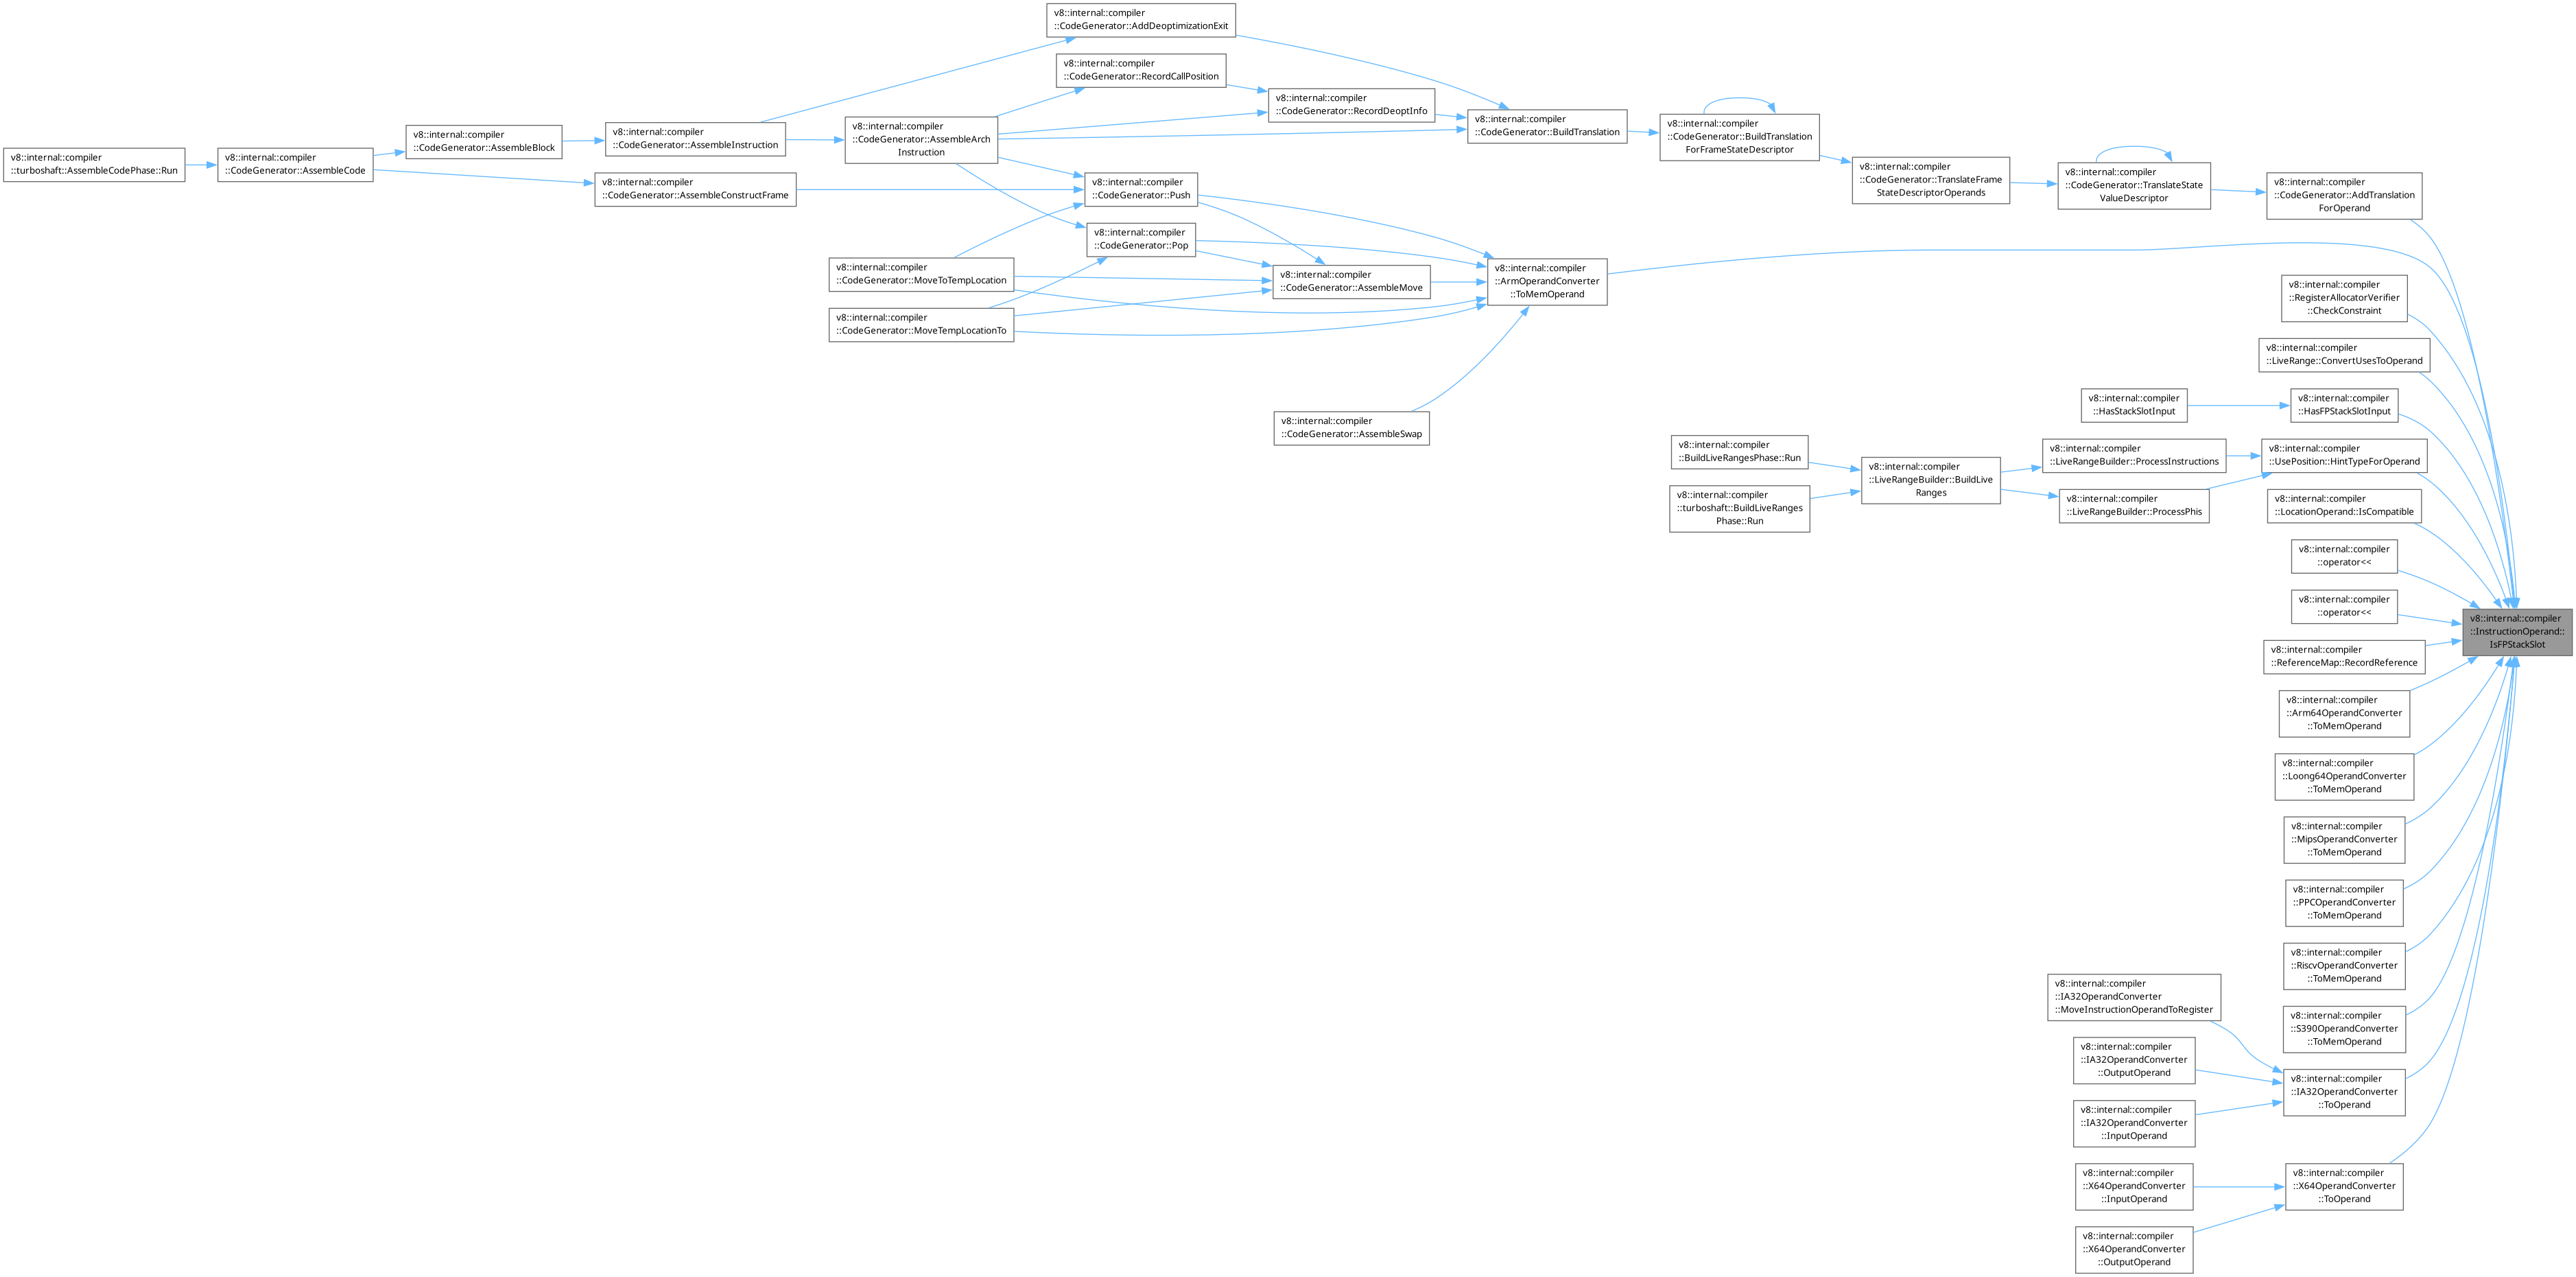 v8::internal::compiler
::CodeGenerator::AddDeoptimizationExit
v8::internal::compiler
::CodeGenerator::RecordCallPosition
v8::internal::compiler
::CodeGenerator::RecordDeoptInfo
v8::internal::compiler
::CodeGenerator::BuildTranslation
v8::internal::compiler
::CodeGenerator::BuildTranslation
ForFrameStateDescriptor
v8::internal::compiler
::CodeGenerator::AssembleArch
Instruction
v8::internal::compiler
::CodeGenerator::AssembleInstruction
v8::internal::compiler
::CodeGenerator::AssembleBlock
v8::internal::compiler
::turboshaft::AssembleCodePhase::Run
v8::internal::compiler
::CodeGenerator::AssembleCode
v8::internal::compiler
::CodeGenerator::AssembleConstructFrame
v8::internal::compiler
::CodeGenerator::Push
v8::internal::compiler
::CodeGenerator::TranslateFrame
StateDescriptorOperands
v8::internal::compiler
::CodeGenerator::TranslateState
ValueDescriptor
v8::internal::compiler
::CodeGenerator::AddTranslation
ForOperand
v8::internal::compiler
::CodeGenerator::Pop
v8::internal::compiler
::CodeGenerator::MoveToTempLocation
v8::internal::compiler
::CodeGenerator::AssembleMove
v8::internal::compiler
::ArmOperandConverter
::ToMemOperand
v8::internal::compiler
::CodeGenerator::MoveTempLocationTo
v8::internal::compiler
::RegisterAllocatorVerifier
::CheckConstraint
v8::internal::compiler
::LiveRange::ConvertUsesToOperand
v8::internal::compiler
::HasStackSlotInput
v8::internal::compiler
::HasFPStackSlotInput
v8::internal::compiler
::CodeGenerator::AssembleSwap
v8::internal::compiler
::BuildLiveRangesPhase::Run
v8::internal::compiler
::LiveRangeBuilder::BuildLive
Ranges
v8::internal::compiler
::LiveRangeBuilder::ProcessInstructions
v8::internal::compiler
::UsePosition::HintTypeForOperand
v8::internal::compiler
::turboshaft::BuildLiveRanges
Phase::Run
v8::internal::compiler
::LiveRangeBuilder::ProcessPhis
v8::internal::compiler
::LocationOperand::IsCompatible
v8::internal::compiler
::operator<<
v8::internal::compiler
::operator<<
v8::internal::compiler
::InstructionOperand::
IsFPStackSlot
v8::internal::compiler
::ReferenceMap::RecordReference
v8::internal::compiler
::Arm64OperandConverter
::ToMemOperand
v8::internal::compiler
::Loong64OperandConverter
::ToMemOperand
v8::internal::compiler
::MipsOperandConverter
::ToMemOperand
v8::internal::compiler
::PPCOperandConverter
::ToMemOperand
v8::internal::compiler
::RiscvOperandConverter
::ToMemOperand
v8::internal::compiler
::IA32OperandConverter
::MoveInstructionOperandToRegister
v8::internal::compiler
::S390OperandConverter
::ToMemOperand
v8::internal::compiler
::IA32OperandConverter
::OutputOperand
v8::internal::compiler
::IA32OperandConverter
::ToOperand
v8::internal::compiler
::IA32OperandConverter
::InputOperand
v8::internal::compiler
::X64OperandConverter
::InputOperand
v8::internal::compiler
::X64OperandConverter
::ToOperand
v8::internal::compiler
::X64OperandConverter
::OutputOperand